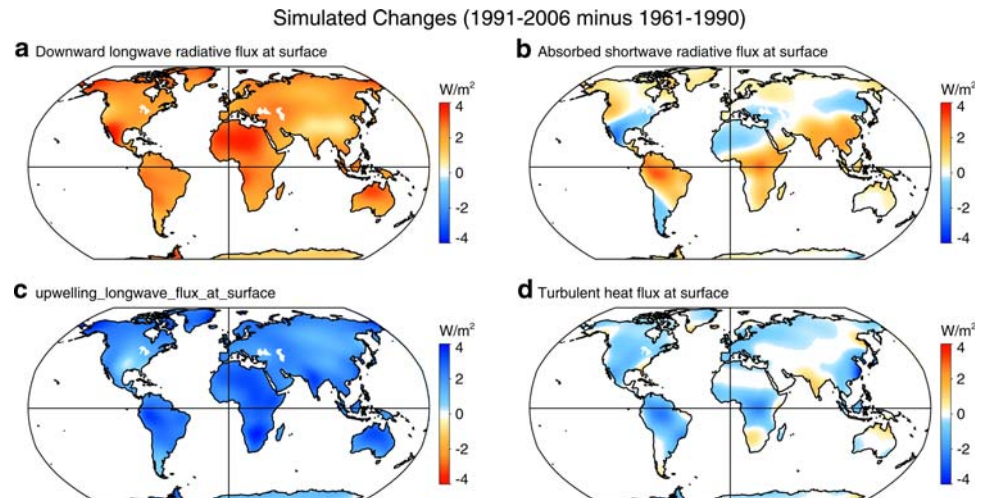 Simulated Changes (1991-2006 minus 1961-1990)
a Downward longwave radiative flux at surface
W/m²
4
2
0
-2
-4
b Absorbed shortwave radiative flux at surface
W/m²
4
2
0
-2
-4
c upwelling_longwave_flux_at_surface
W/m²
4
2
0
-2
-4
d Turbulent heat flux at surface
W/m²
4
2
0
-2
-4